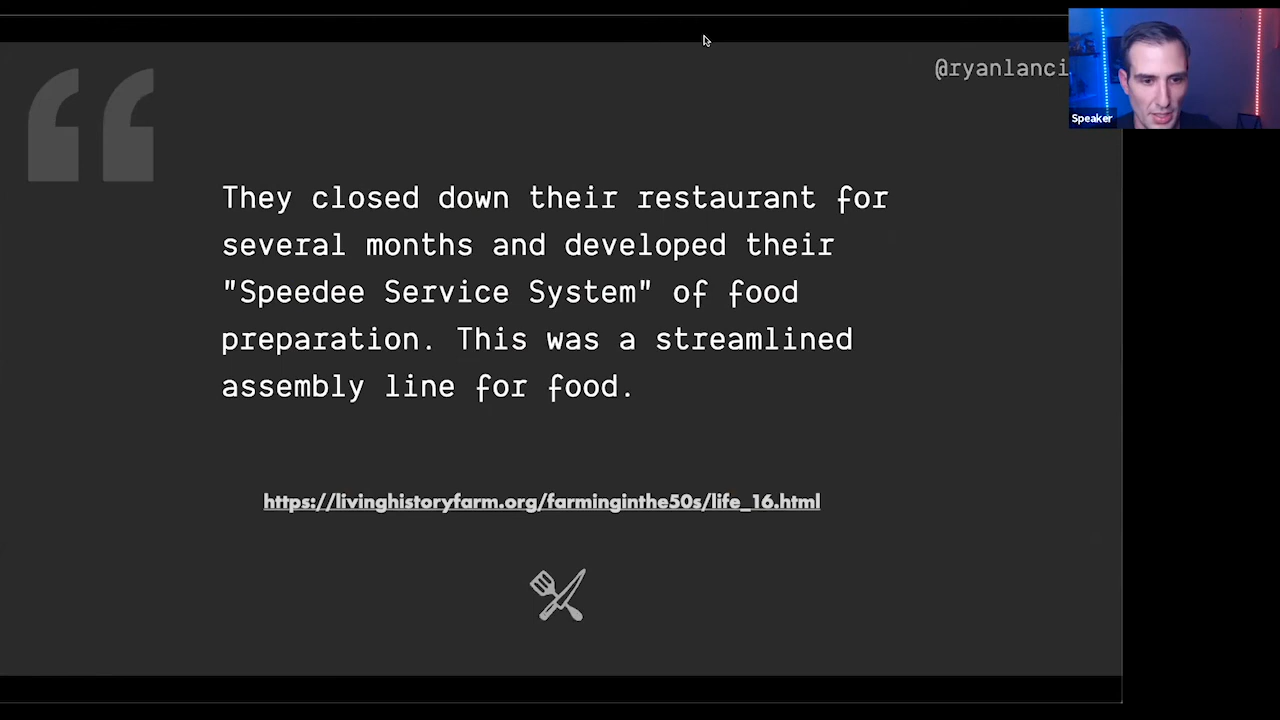 @ryanlanci
Speaker
They closed down their restaurant for
several months and developed their
"Speedee Service System" of food
preparation. This was a streamlined
assembly line for food.
https://livinghistoryfarm.org/farminginthe50s/life_16.html